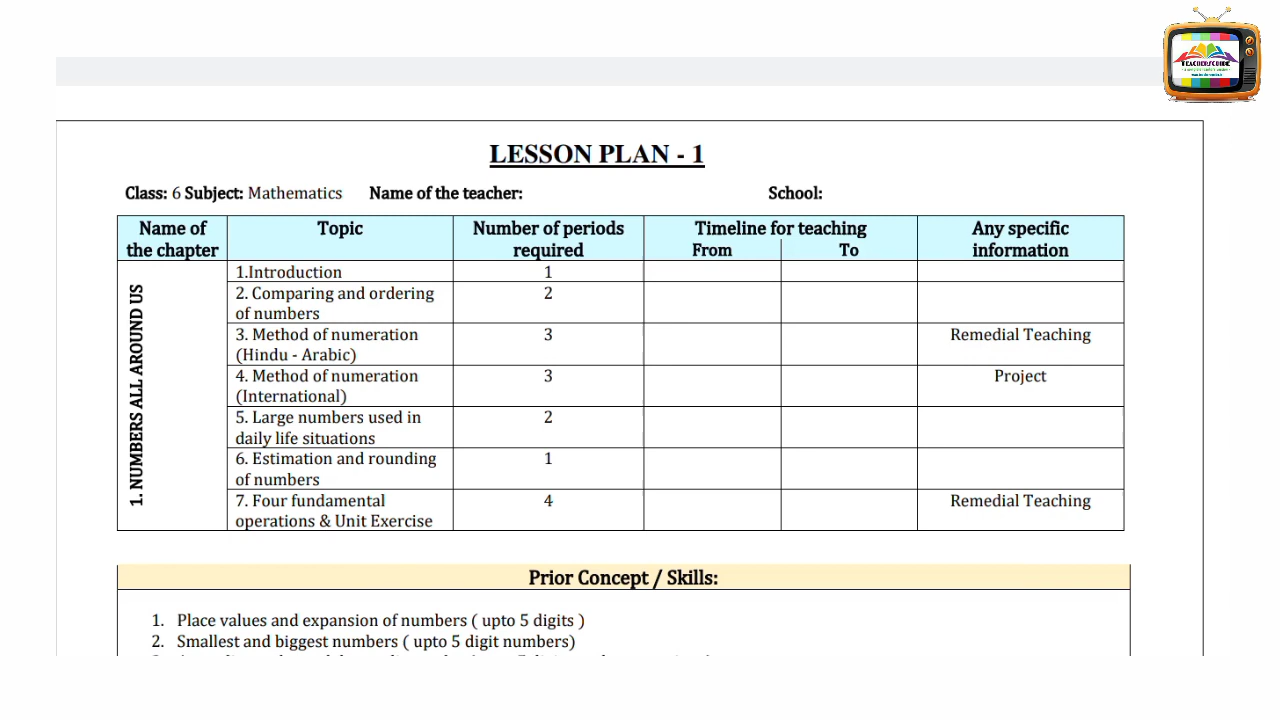 TEACHERS GUIDE
LESSON PLAN - 1
Class: 6 Subject: Mathematics Name of the teacher: School:
Name of the chapter Topic Number of periods required Timeline for teaching From To Any specific information
1. NUMBERS ALL AROUND US
1.Introduction 1
2. Comparing and ordering 2
of numbers
3. Method of numeration 3 Remedial Teaching
(Hindu - Arabic)
4. Method of numeration 3 Project
(International)
5. Large numbers used in 2
daily life situations
6. Estimation and rounding 1
of numbers
7. Four fundamental 4 Remedial Teaching
operations & Unit Exercise
Prior Concept / Skills:
1. Place values and expansion of numbers ( upto 5 digits )
2. Smallest and biggest numbers ( upto 5 digit numbers)